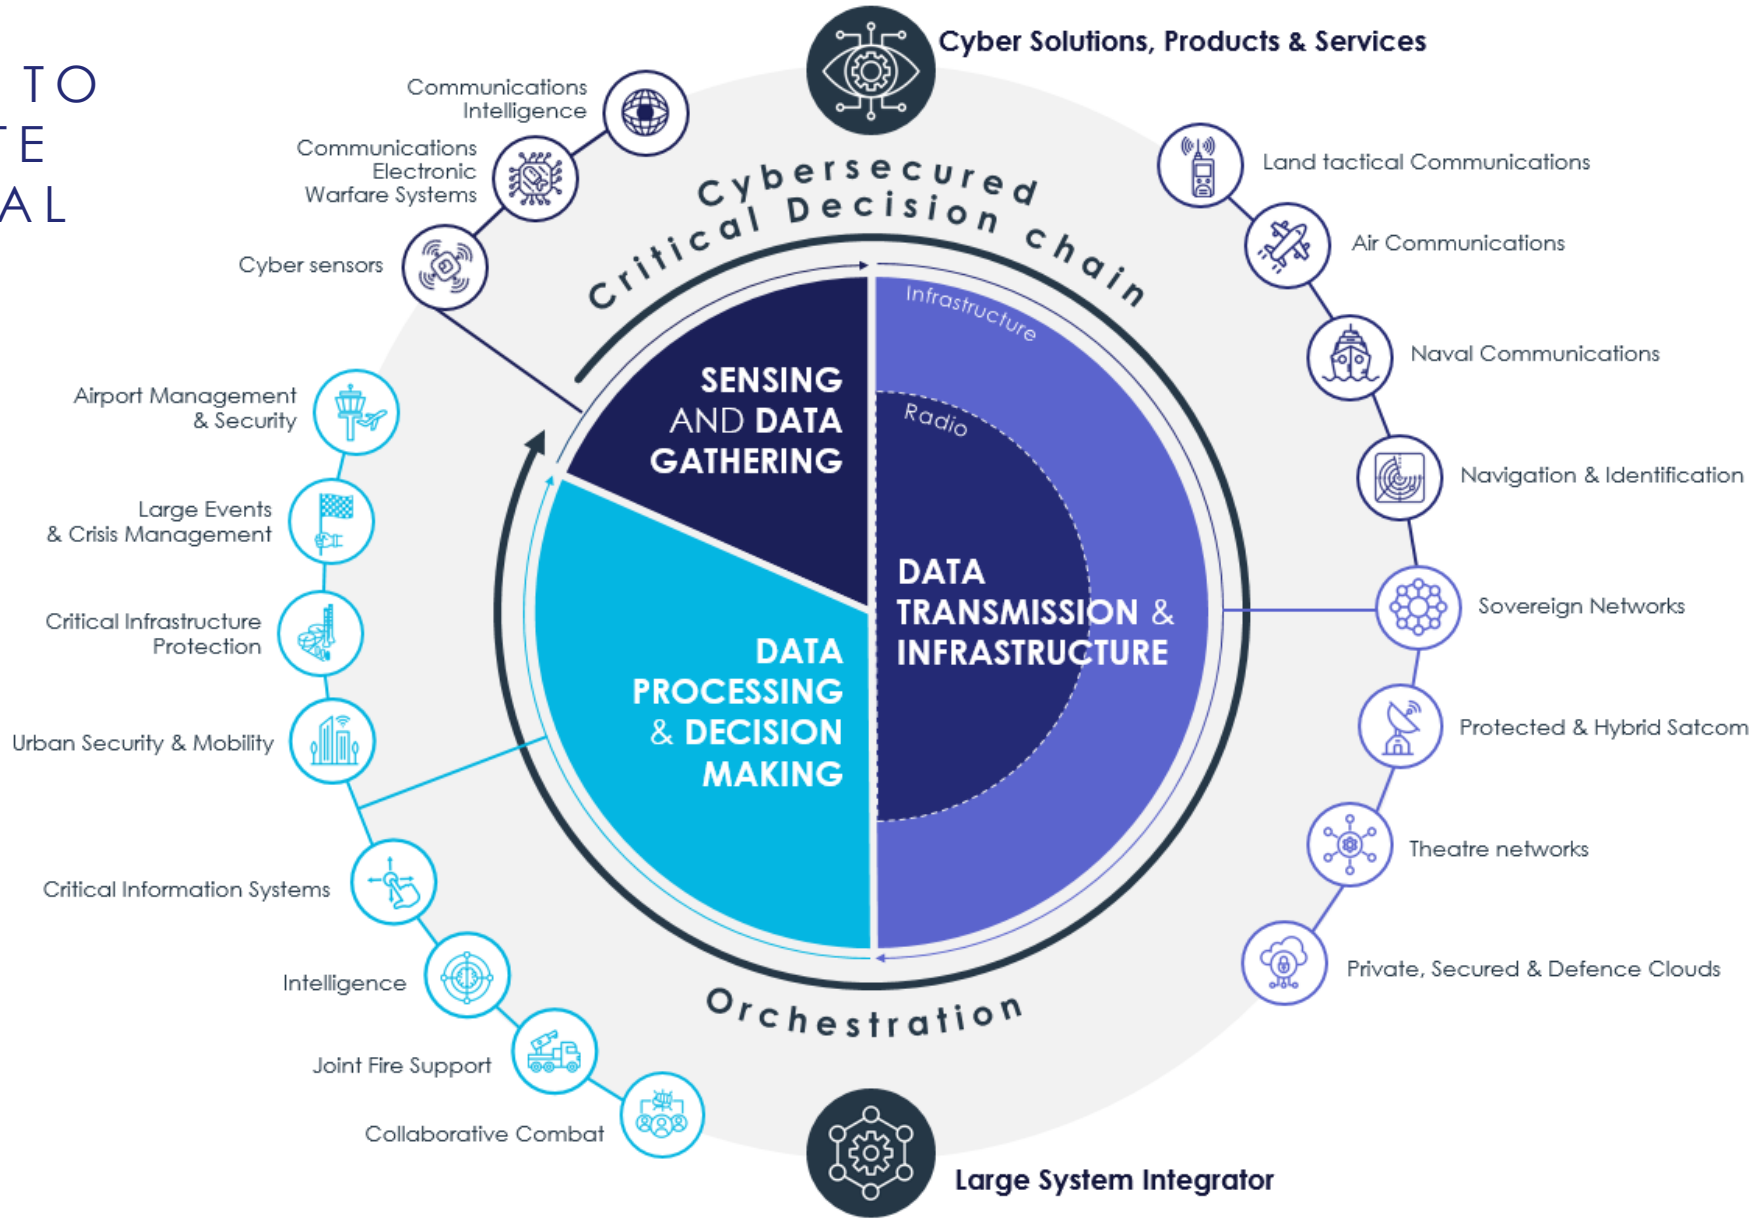 TO
TE
AL
Cyber Solutions, Products & Services
Communications
Intelligence
Communications
Electronic
Warfare Systems
Cyber sensors
Cybersecured
Critical Decision chain
Land tactical Communications
Air Communications
Naval Communications
Navigation & Identification
Sovereign Networks
Protected & Hybrid Satcom
Theatre networks
Private, Secured & Defence Clouds
Infrastructure
Radio
SENSING
AND DATA
GATHERING
DATA
TRANSMISSION &
INFRASTRUCTURE
DATA
PROCESSING
& DECISION
MAKING
Airport Management
& Security
Large Events
& Crisis Management
Critical Infrastructure
Protection
Urban Security & Mobility
Critical Information Systems
Intelligence
Joint Fire Support
Collaborative Combat
Orchestration
Large System Integrator